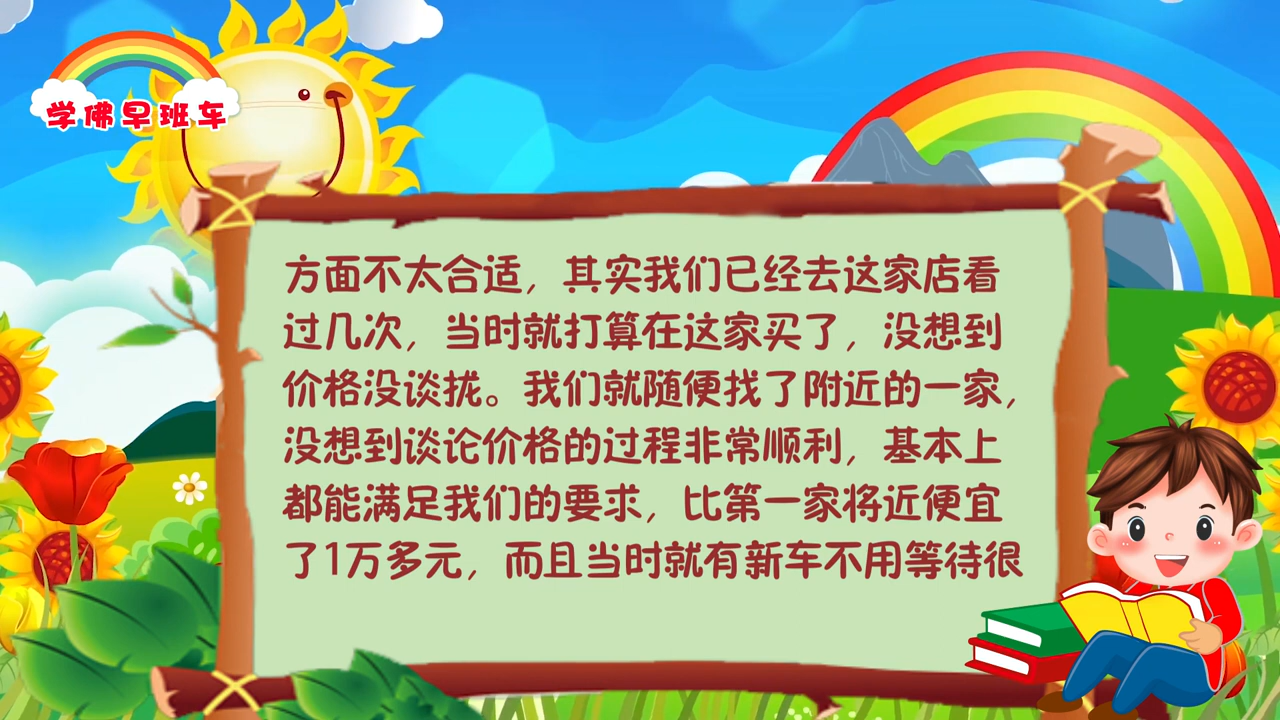 学佛早班车
方面不太合适，其实我们已经去这家店看
过几次，当时就打算在这家买了，没想到
价格没谈拢。我们就随便找了附近的一家，
没想到谈论价格的过程非常顺利，基本上
都能满足我们的要求，比第一家将近便宜
了1万多元，而且当时就有新车不用等待很